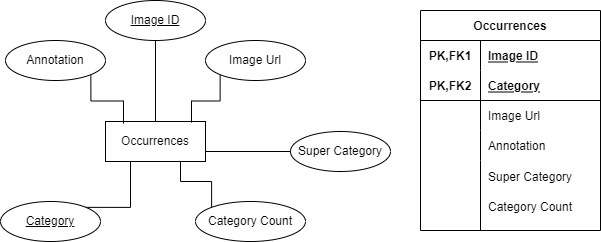 Image ID
Annotation
Image Url
Occurrences
Super Category
Category
Category Count
Occurrences
PK,FK1 Image ID
PK,FK2 Category
Image Url
Annotation
Super Category
Category Count